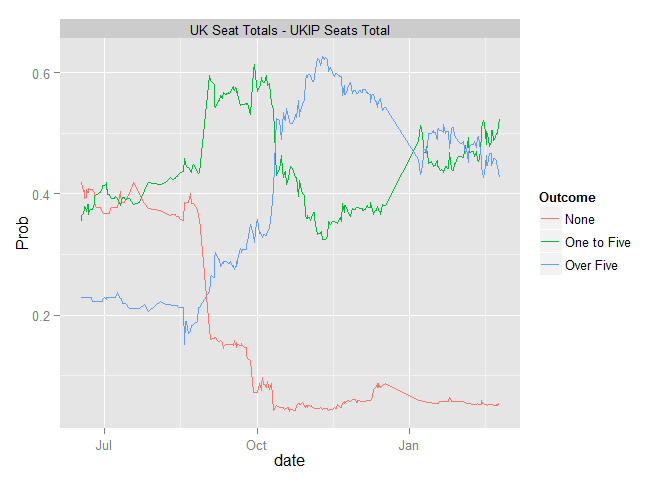 UK Seat Totals - UKIP Seats Total
0.6
0.4
0.2
Prob
Jul
Oct
Jan
date
Outcome
None
One to Five
Over Five